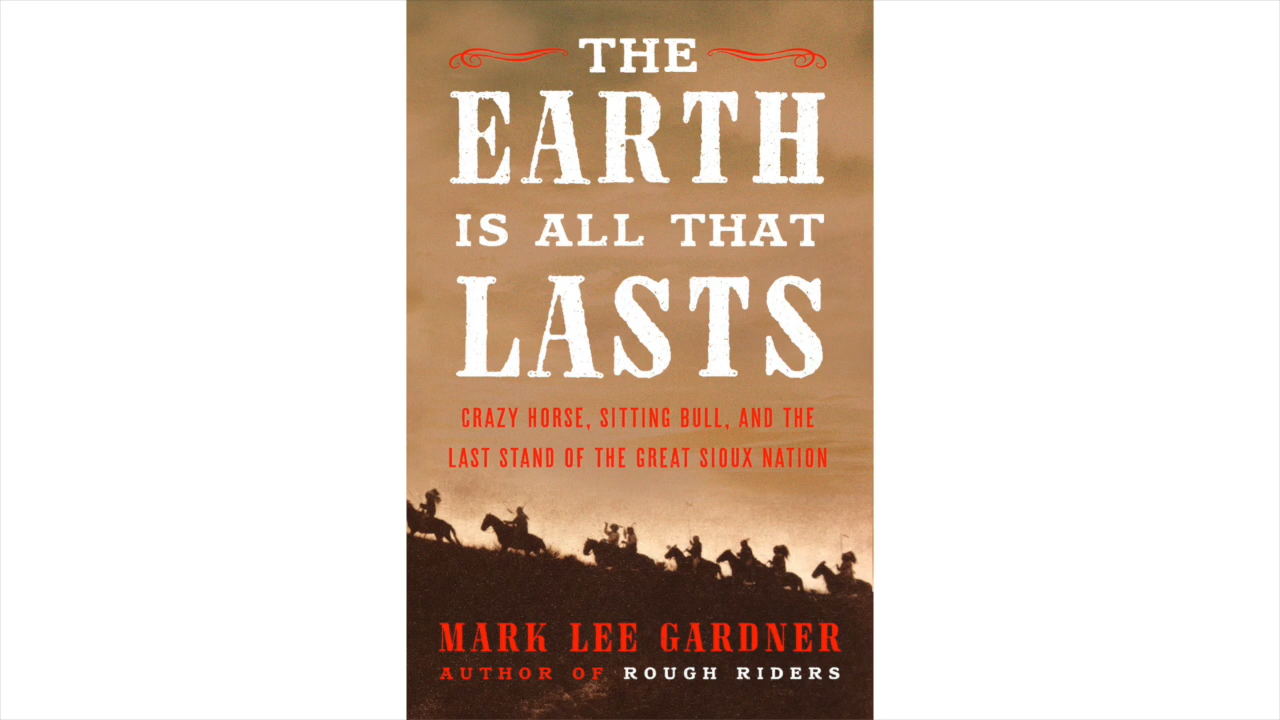 THE
EARTH
IS ALL THAT
LASTS
CRAZY HORSE, SITTING BULL, AND THE
LAST STAND OF THE GREAT SIOUX NATION
MARK LEE GARDNER
AUTHOR OF ROUGH RIDERS